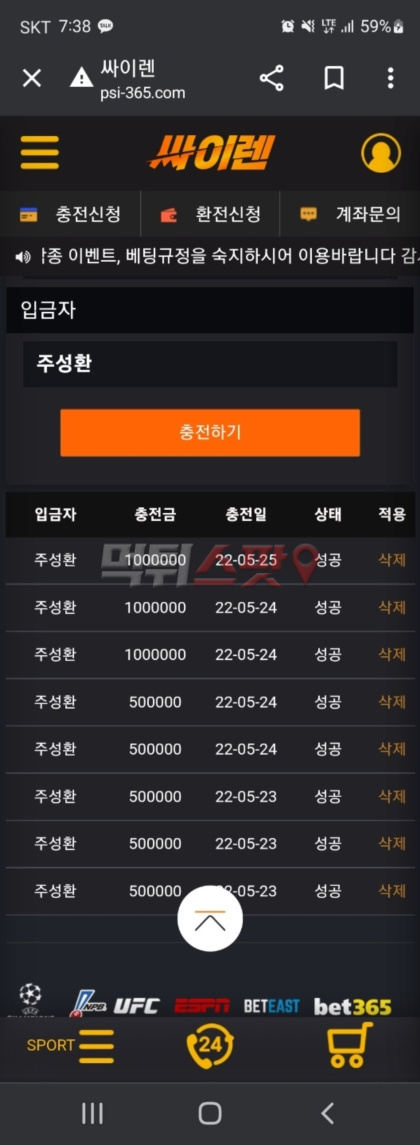 SKT 7:38 TALK LTE 59%
싸이렌
psi-365.com
싸이렌
충전신청 환전신청 계좌문의
각종 이벤트, 베팅규정을 숙지하시어 이용바랍니다
입금자
주성환
충전하기
입금자 충전금 충전일 상태 적용
주성환 1000000 22-05-25 성공 삭제
먹튀스팟
주성환 1000000 22-05-24 성공 삭제
주성환 1000000 22-05-24 성공 삭제
주성환 500000 22-05-24 성공 삭제
주성환 500000 22-05-24 성공 삭제
주성환 500000 22-05-23 성공 삭제
주성환 500000 22-05-23 성공 삭제
주성환 500000 22-05-23 성공 삭제
NPB UFC ESPN BETEAST bet365
SPORT 24